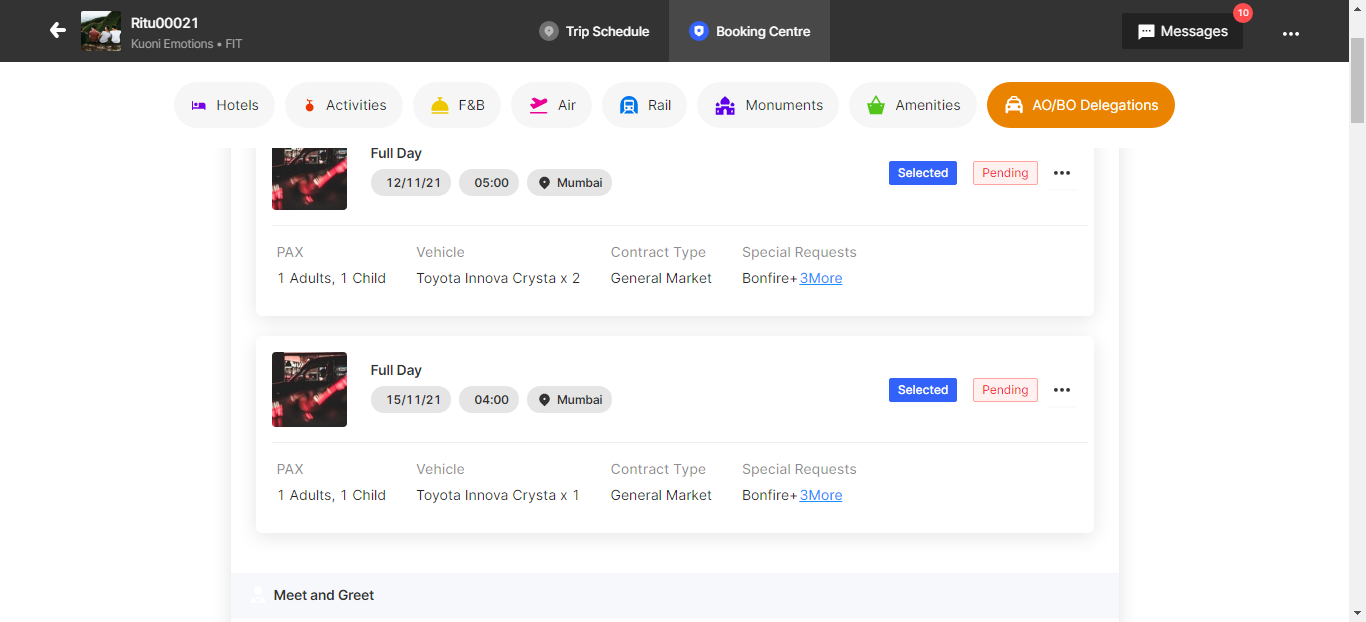 Ritu00021
Kuoni Emotions • FIT
Trip Schedule
Booking Centre
Messages
10
Hotels
Activities
F&B
Air
Rail
Monuments
Amenities
AO/BO Delegations
Full Day
12/11/21
05:00
Mumbai
Selected
Pending
PAX
Vehicle
Contract Type
Special Requests
1 Adults, 1 Child
Toyota Innova Crysta x 2
General Market
Bonfire+3More
Full Day
15/11/21
04:00
Mumbai
Selected
Pending
PAX
Vehicle
Contract Type
Special Requests
1 Adults, 1 Child
Toyota Innova Crysta x 1
General Market
Bonfire+3More
Meet and Greet